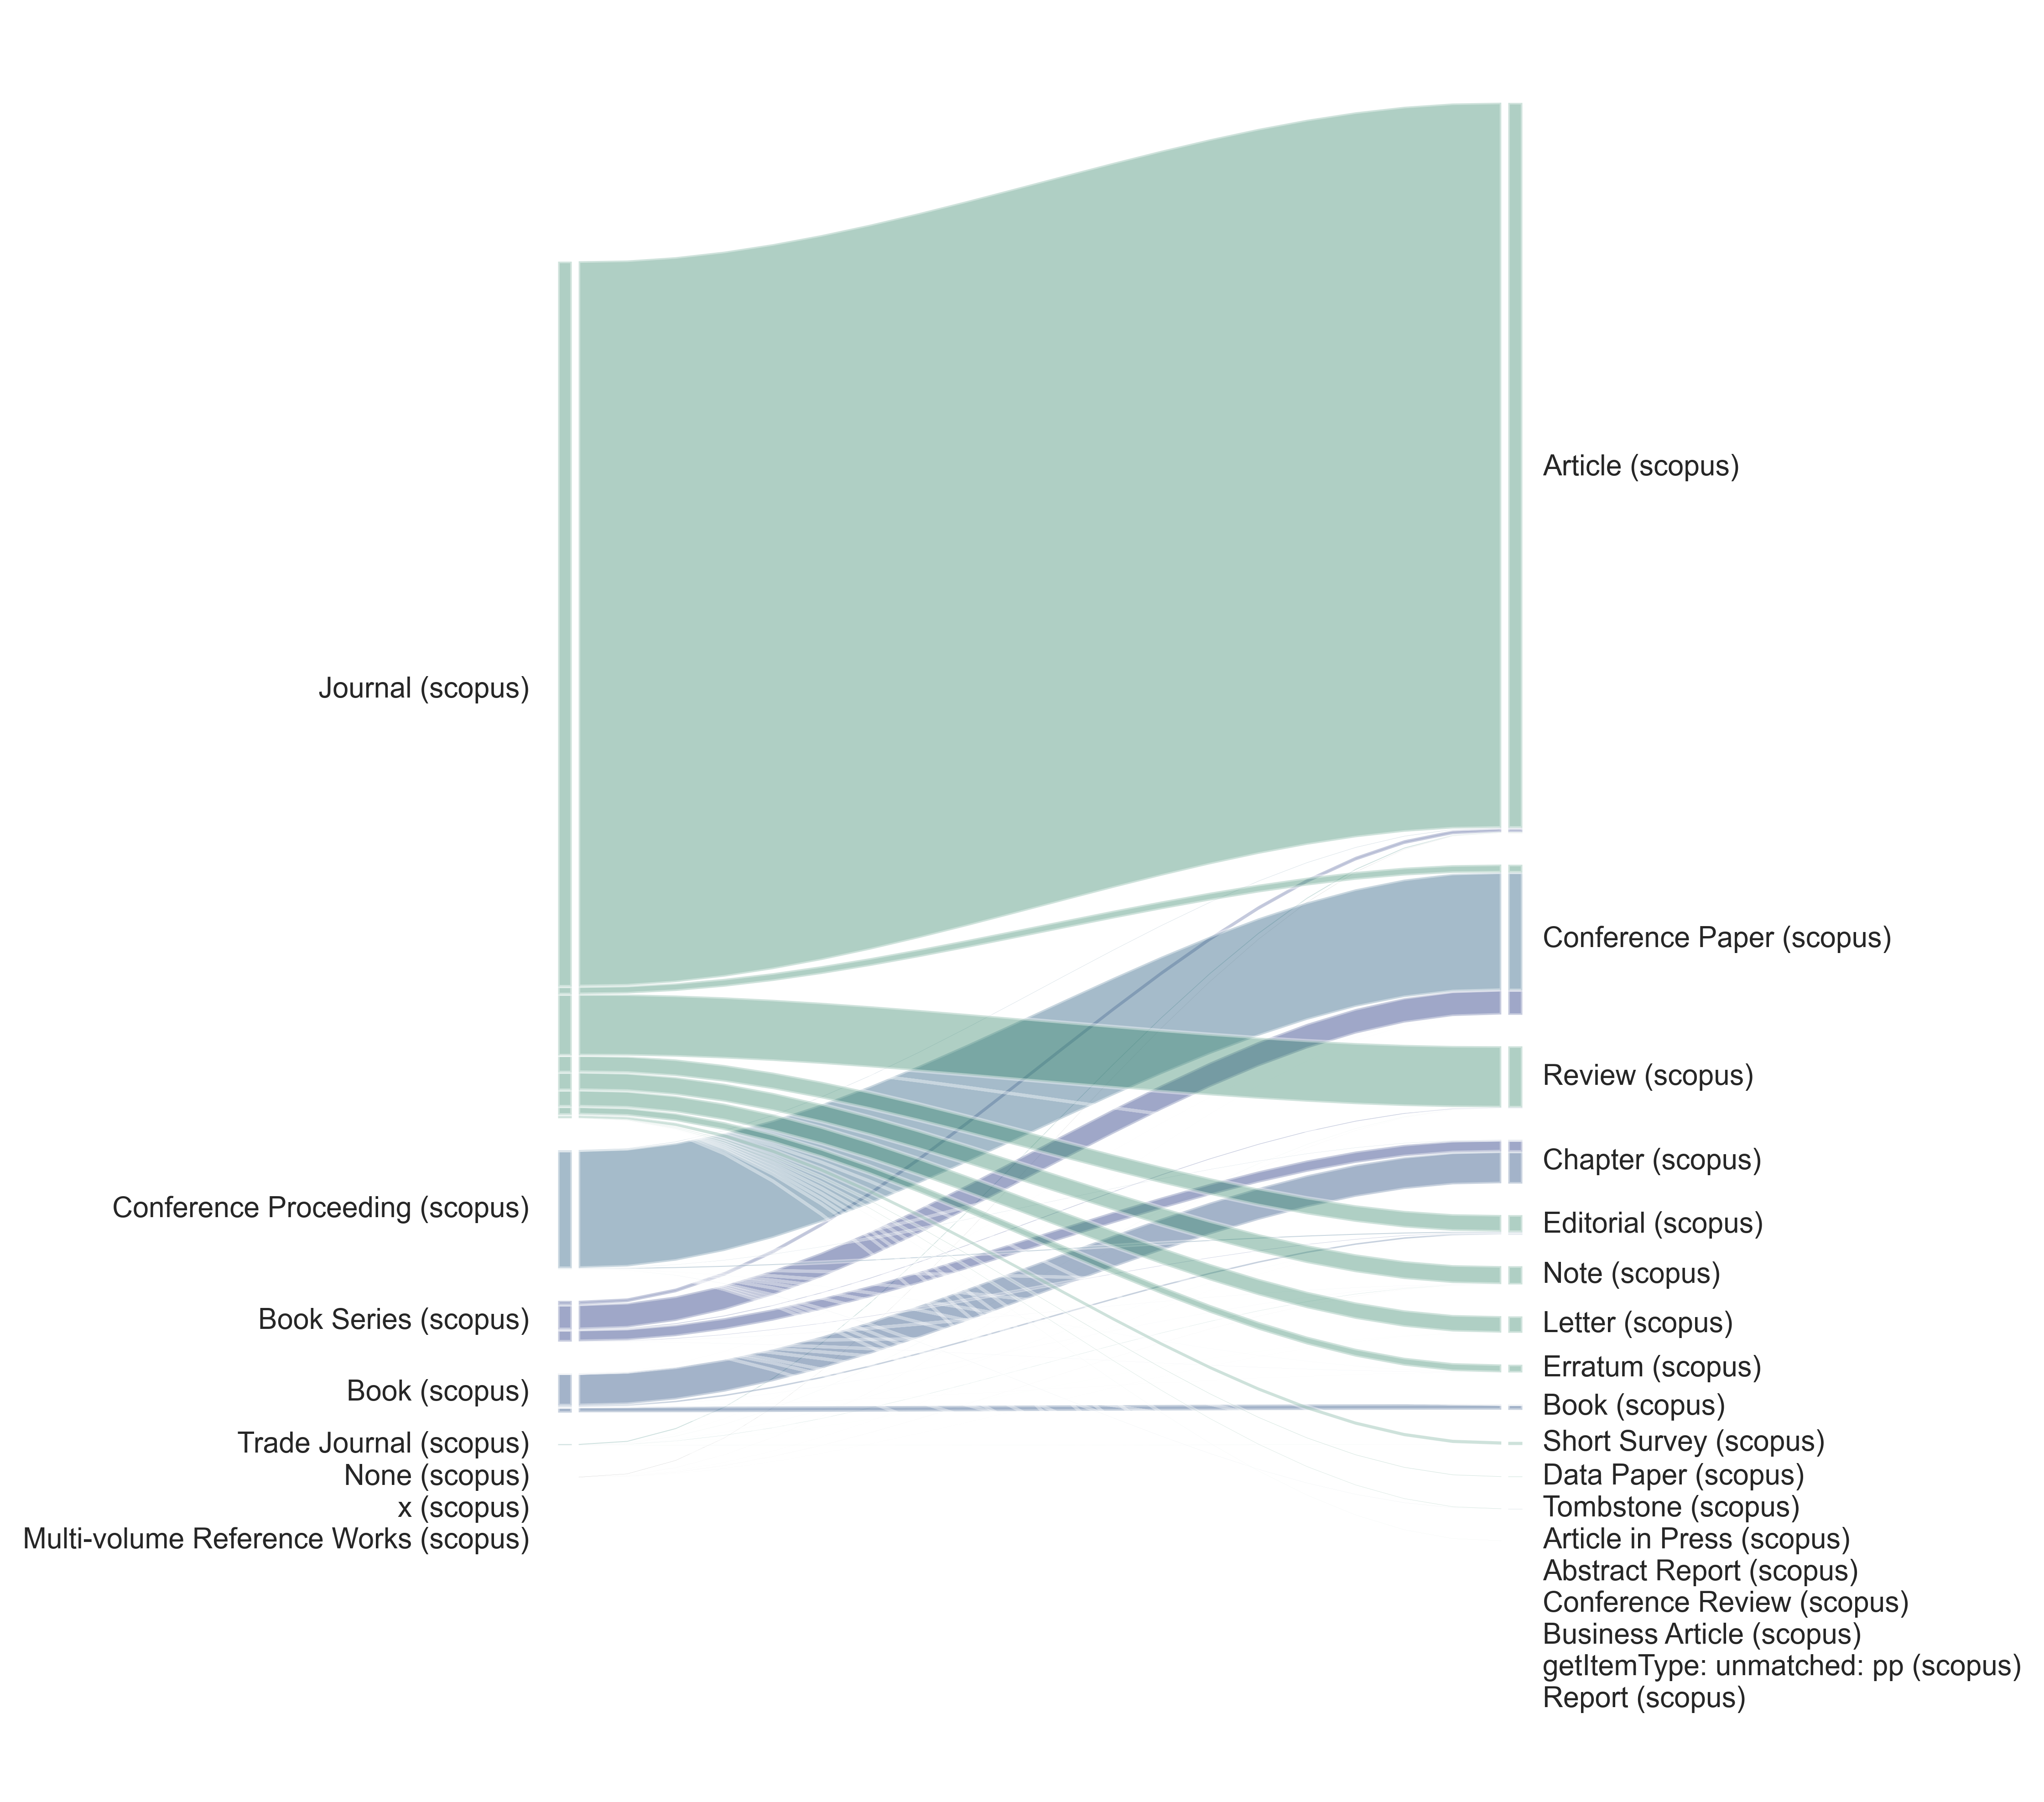 Journal (scopus)
Conference Proceeding (scopus)
Book Series (scopus)
Book (scopus)
Trade Journal (scopus)
None (scopus)
x (scopus)
Multi-volume Reference Works (scopus)
Article (scopus)
Conference Paper (scopus)
Review (scopus)
Chapter (scopus)
Editorial (scopus)
Note (scopus)
Letter (scopus)
Erratum (scopus)
Book (scopus)
Short Survey (scopus)
Data Paper (scopus)
Tombstone (scopus)
Article in Press (scopus)
Abstract Report (scopus)
Conference Review (scopus)
Business Article (scopus)
getItemType: unmatched: pp (scopus)
Report (scopus)